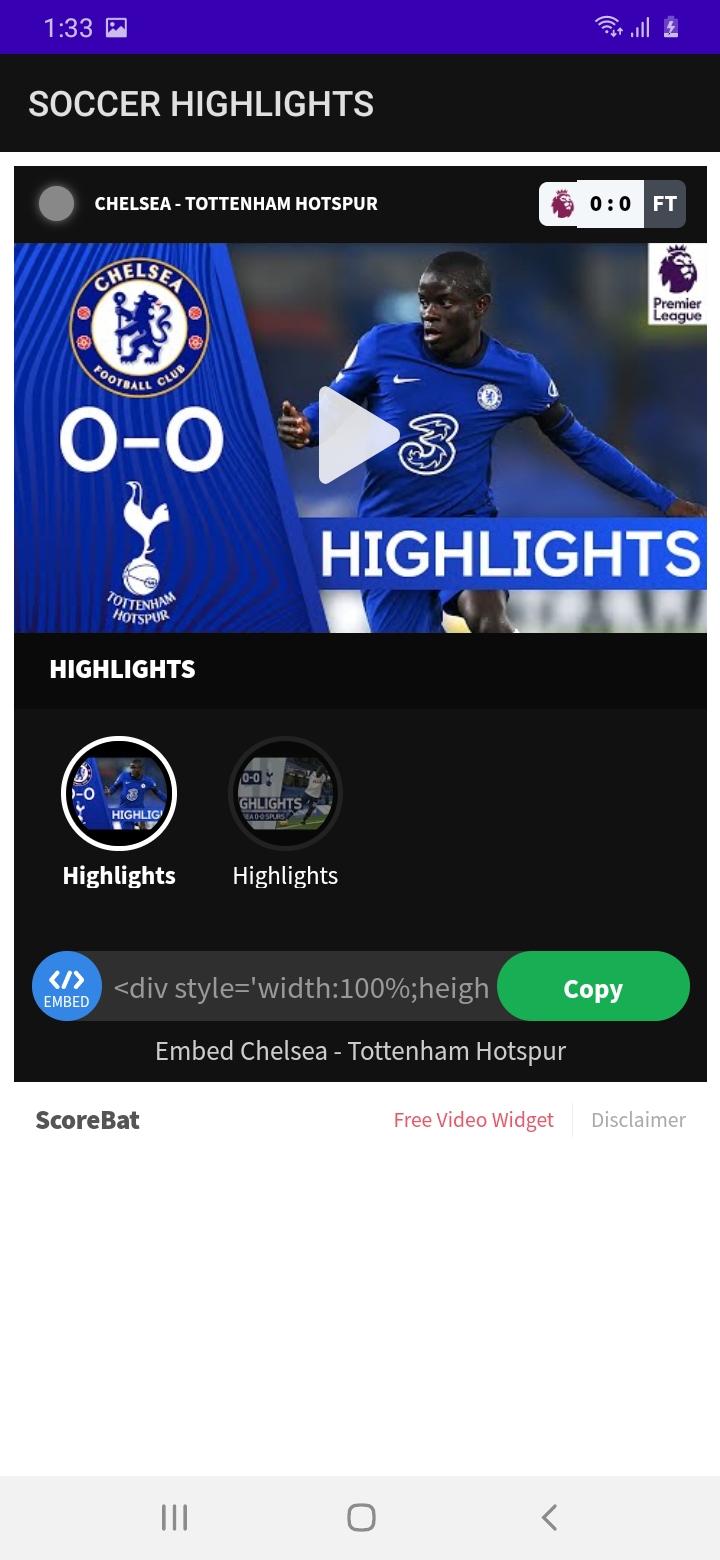 1:33
SOCCER HIGHLIGHTS
CHELSEA - TOTTENHAM HOTSPUR
0 : 0 FT
CHELSEA
FOOTBALL CLUB
0-0
TOTTENHAM
HOTSPUR
Premier
League
3
HIGHLIGHTS
HIGHLIGHTS
Highlights
Highlights
</>
EMBED
<div style='width:100%;heigh
Copy
Embed Chelsea - Tottenham Hotspur
ScoreBat
Free Video Widget
Disclaimer